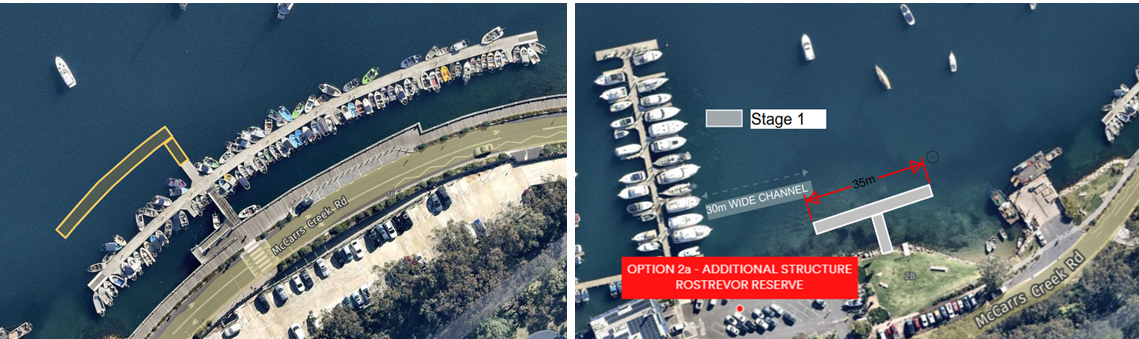 McCarrs Creek Rd
Stage 1
35m
30m WIDE CHANNEL
OPTION 2a - ADDITIONAL STRUCTURE
ROSTREVOR RESERVE
2B
McCarrs Creek Rd